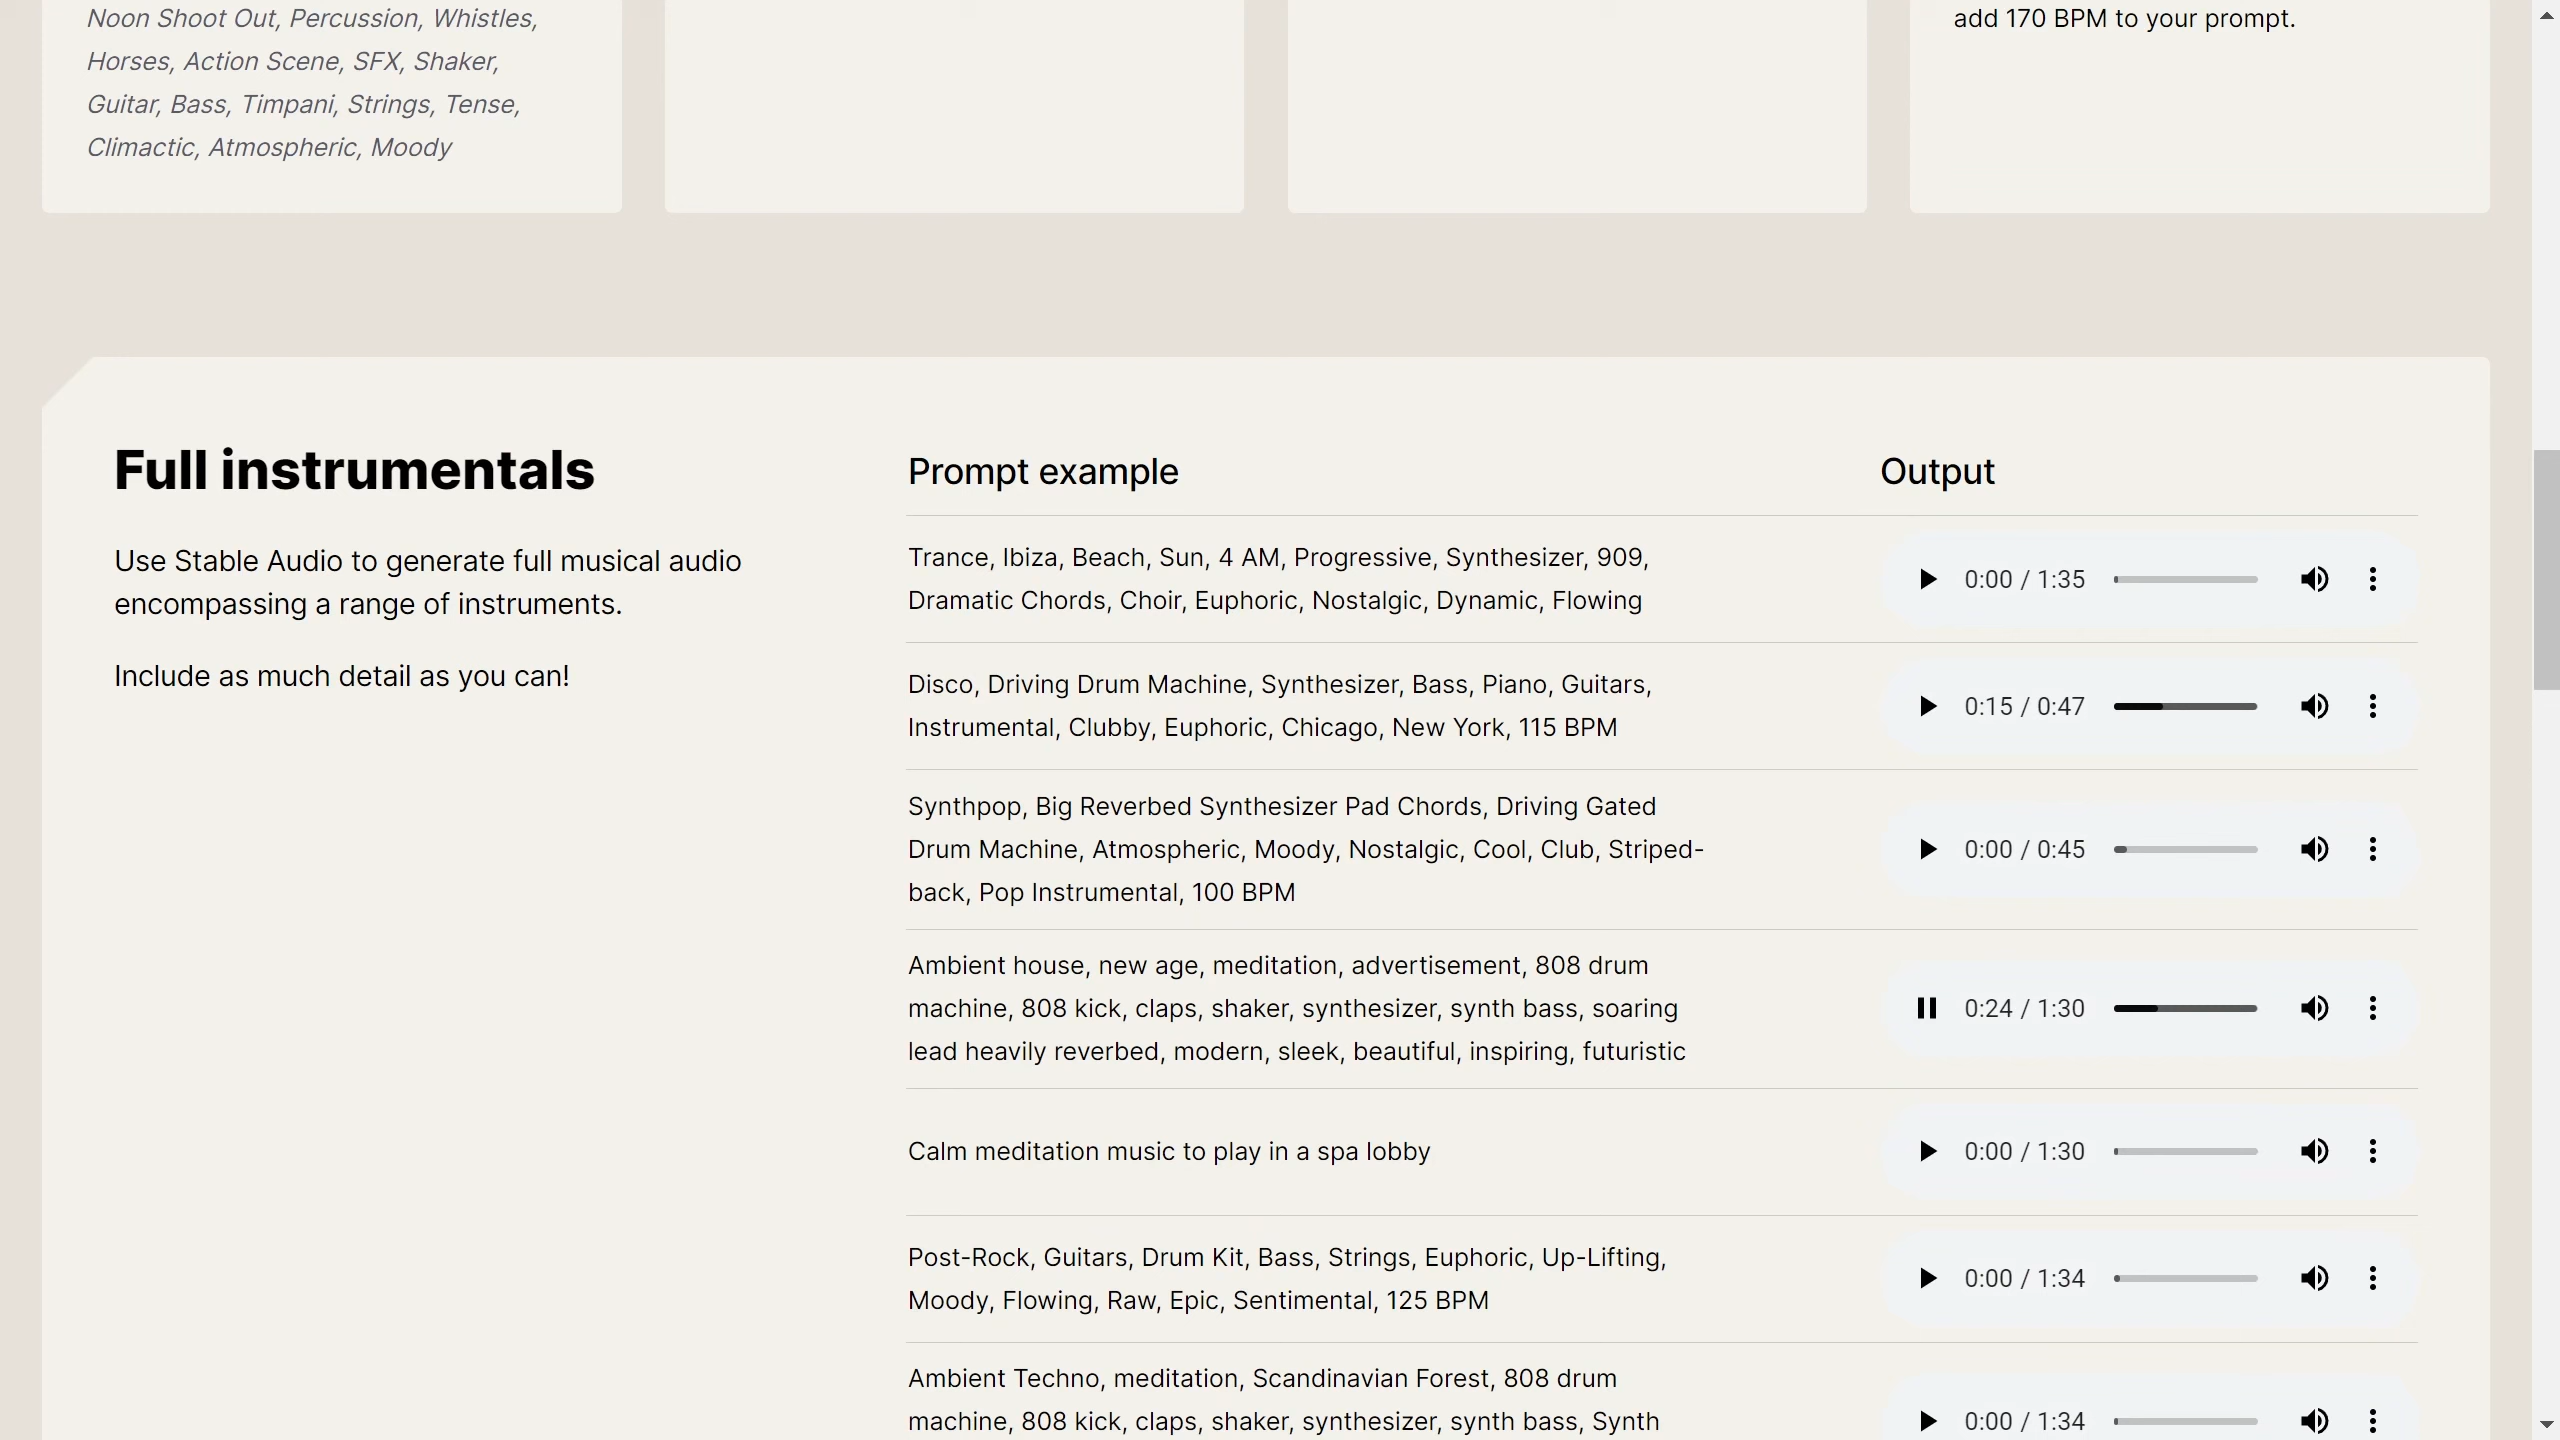 Noon Shoot Out, Percussion, Whistles,
Horses, Action Scene, SFX, Shaker,
Guitar, Bass, Timpani, Strings, Tense,
Climactic, Atmospheric, Moody
add 170 BPM to your prompt.
Full instrumentals
Use Stable Audio to generate full musical audio
encompassing a range of instruments.
Include as much detail as you can!
Prompt example
Output
Trance, Ibiza, Beach, Sun, 4 AM, Progressive, Synthesizer, 909,
Dramatic Chords, Choir, Euphoric, Nostalgic, Dynamic, Flowing
0:00 / 1:35
Disco, Driving Drum Machine, Synthesizer, Bass, Piano, Guitars,
Instrumental, Clubby, Euphoric, Chicago, New York, 115 BPM
0:15 / 0:47
Synthpop, Big Reverbed Synthesizer Pad Chords, Driving Gated
Drum Machine, Atmospheric, Moody, Nostalgic, Cool, Club, Striped-
back, Pop Instrumental, 100 BPM
0:00 / 0:45
Ambient house, new age, meditation, advertisement, 808 drum
machine, 808 kick, claps, shaker, synthesizer, synth bass, soaring
lead heavily reverbed, modern, sleek, beautiful, inspiring, futuristic
0:24 / 1:30
Calm meditation music to play in a spa lobby
0:00 / 1:30
Post-Rock, Guitars, Drum Kit, Bass, Strings, Euphoric, Up-Lifting,
Moody, Flowing, Raw, Epic, Sentimental, 125 BPM
0:00 / 1:34
Ambient Techno, meditation, Scandinavian Forest, 808 drum
machine, 808 kick, claps, shaker, synthesizer, synth bass, Synth
0:00 / 1:34